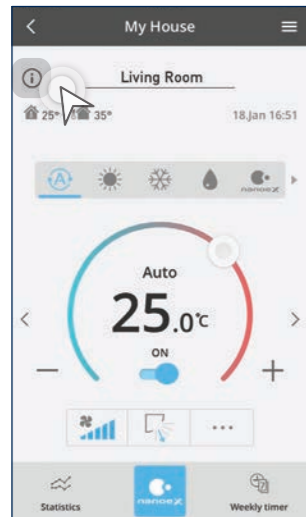 My House
i
Living Room
25° 35° 18.Jan 16:51
A nanoeX
Auto
25.0°C
ON
Statistics nanoeX Weekly timer